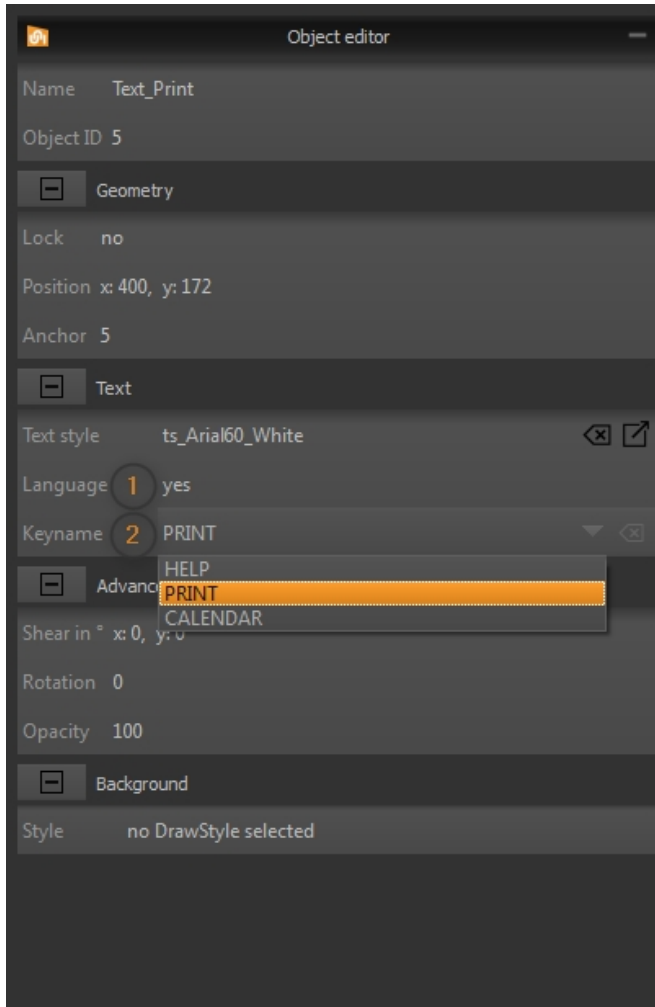 Object editor
Name Text_Print
Object ID 5
Geometry
Lock no
Position x: 400, y: 172
Anchor 5
Text
Text style ts_Arial60_White
Language 1 yes
Keyname 2 PRINT
HELP
Advanc PRINT
CALENDAR
Shear in ° x: 0, y: 0
Rotation 0
Opacity 100
Background
Style no DrawStyle selected